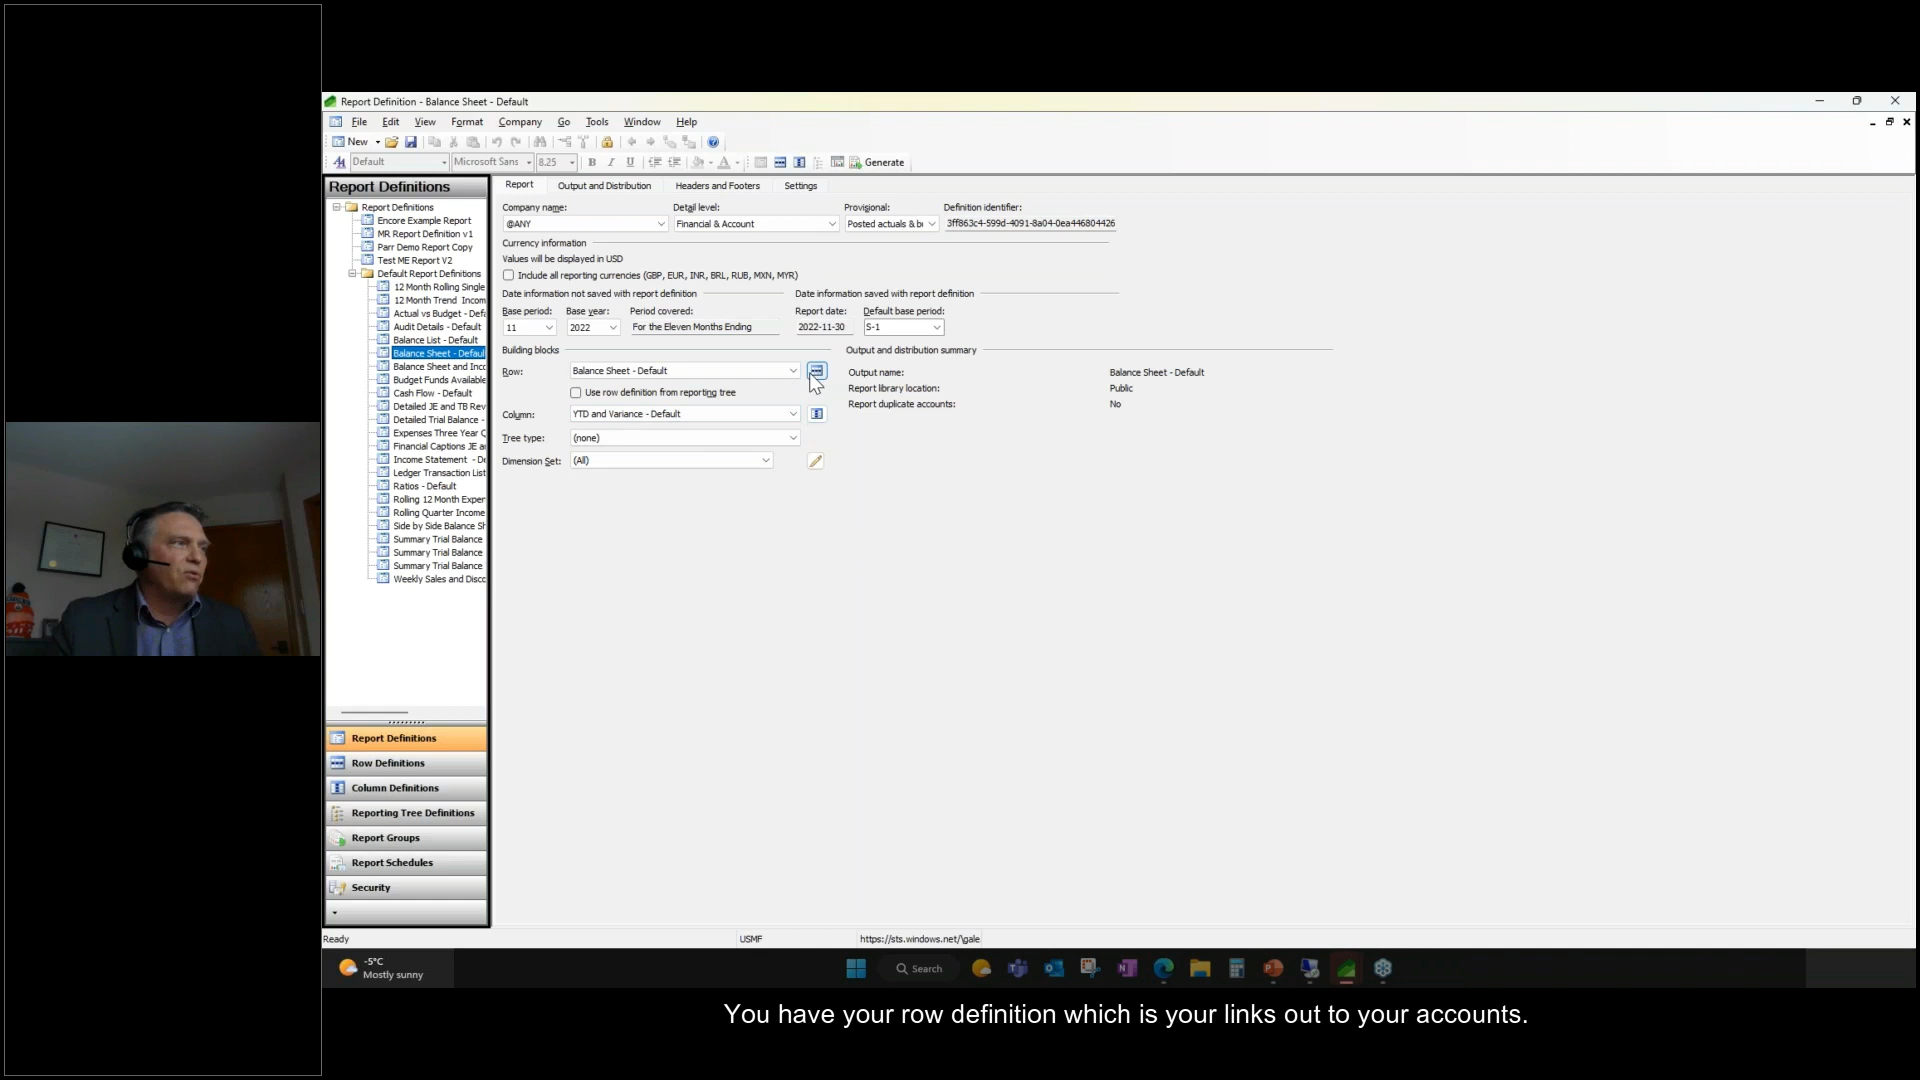 Report Definition - Balance Sheet - Default
File Edit View Format Company Go Tools Window Help
New
Default Microsoft Sans 8.25 B I U Generate
Report Definitions
Report Definitions
Encore Example Report
MR Report Definition v1
Parr Demo Report Copy
Test ME Report V2
Default Report Definitions
12 Month Rolling Single
12 Month Trend Incom
Actual vs Budget - Defa
Audit Details - Default
Balance List - Default
Balance Sheet - Defaul
Balance Sheet and Inco
Budget Funds Available
Cash Flow - Default
Detailed JE and TB Rev
Detailed Trial Balance -
Expenses Three Year Q
Financial Captions JE a
Income Statement - De
Ledger Transaction List
Ratios - Default
Rolling 12 Month Exper
Rolling Quarter Income
Side by Side Balance Sh
Summary Trial Balance
Summary Trial Balance
Summary Trial Balance
Weekly Sales and Disco
Report Definitions
Row Definitions
Column Definitions
Reporting Tree Definitions
Report Groups
Report Schedules
Security
Report Output and Distribution Headers and Footers Settings
Company name: Detail level: Provisional: Definition identifier:
@ANY Financial & Account Posted actuals & bu 3ff863c4-599d-4091-8a04-0ea446804426
Currency information
Values will be displayed in USD
Include all reporting currencies (GBP, EUR, INR, BRL, RUB, MXN, MYR)
Date information not saved with report definition Date information saved with report definition
Base period: Base year: Period covered: Report date: Default base period:
11 2022 For the Eleven Months Ending 2022-11-30 S-1
Building blocks Output and distribution summary
Row: Balance Sheet - Default Output name: Balance Sheet - Default
Use row definition from reporting tree Report library location: Public
Column: YTD and Variance - Default Report duplicate accounts: No
Tree type: (none)
Dimension Set: (All)
Ready USMF https://sts.windows.net/\gale
-5°C
Mostly sunny
Search
You have your row definition which is your links out to your accounts.